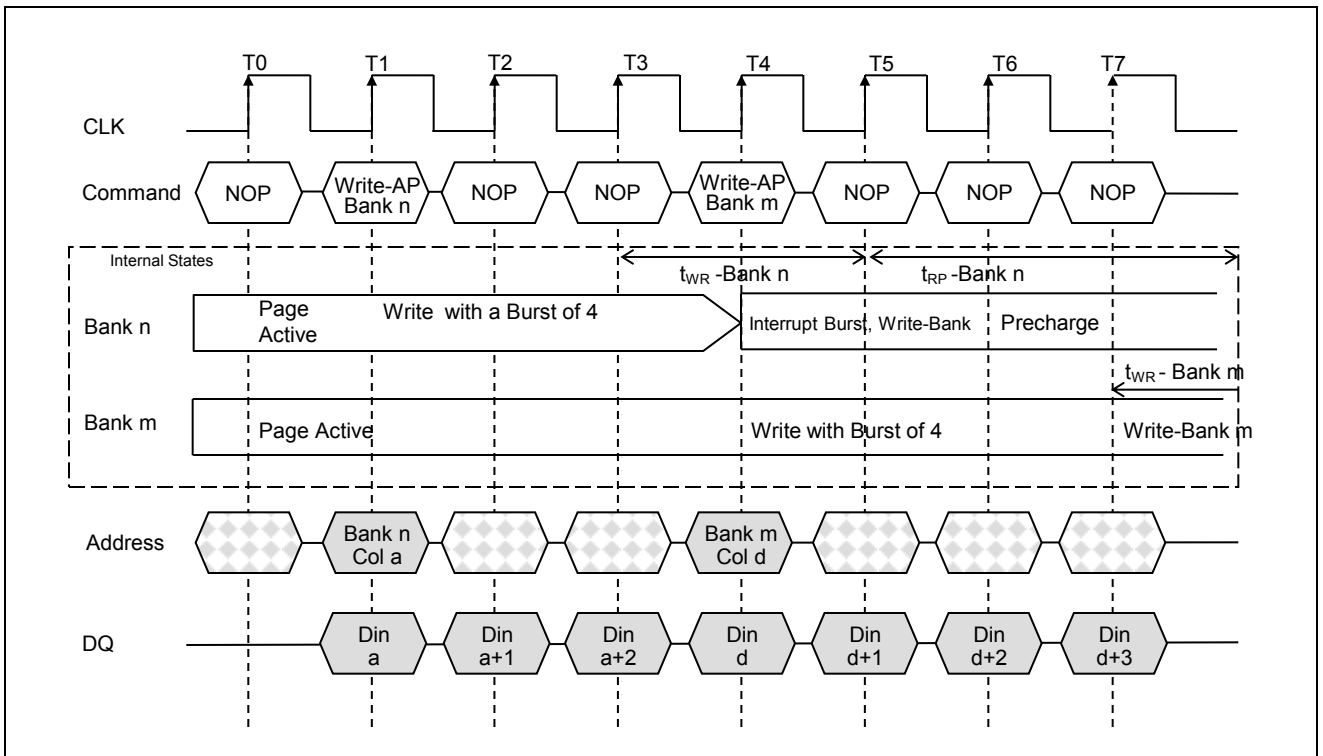 T0 T1 T2 T3 T4 T5 T6 T7
CLK
Command NOP Write-AP Bank n NOP NOP Write-AP Bank m NOP NOP NOP
Internal States
tWR -Bank n tRP -Bank n
Bank n Page Active Write with a Burst of 4 Interrupt Burst, Write-Bank Precharge
tWR - Bank m
Bank m Page Active Write with Burst of 4 Write-Bank m
Address Bank n Col a Bank m Col d
DQ Din a Din a+1 Din a+2 Din d Din d+1 Din d+2 Din d+3